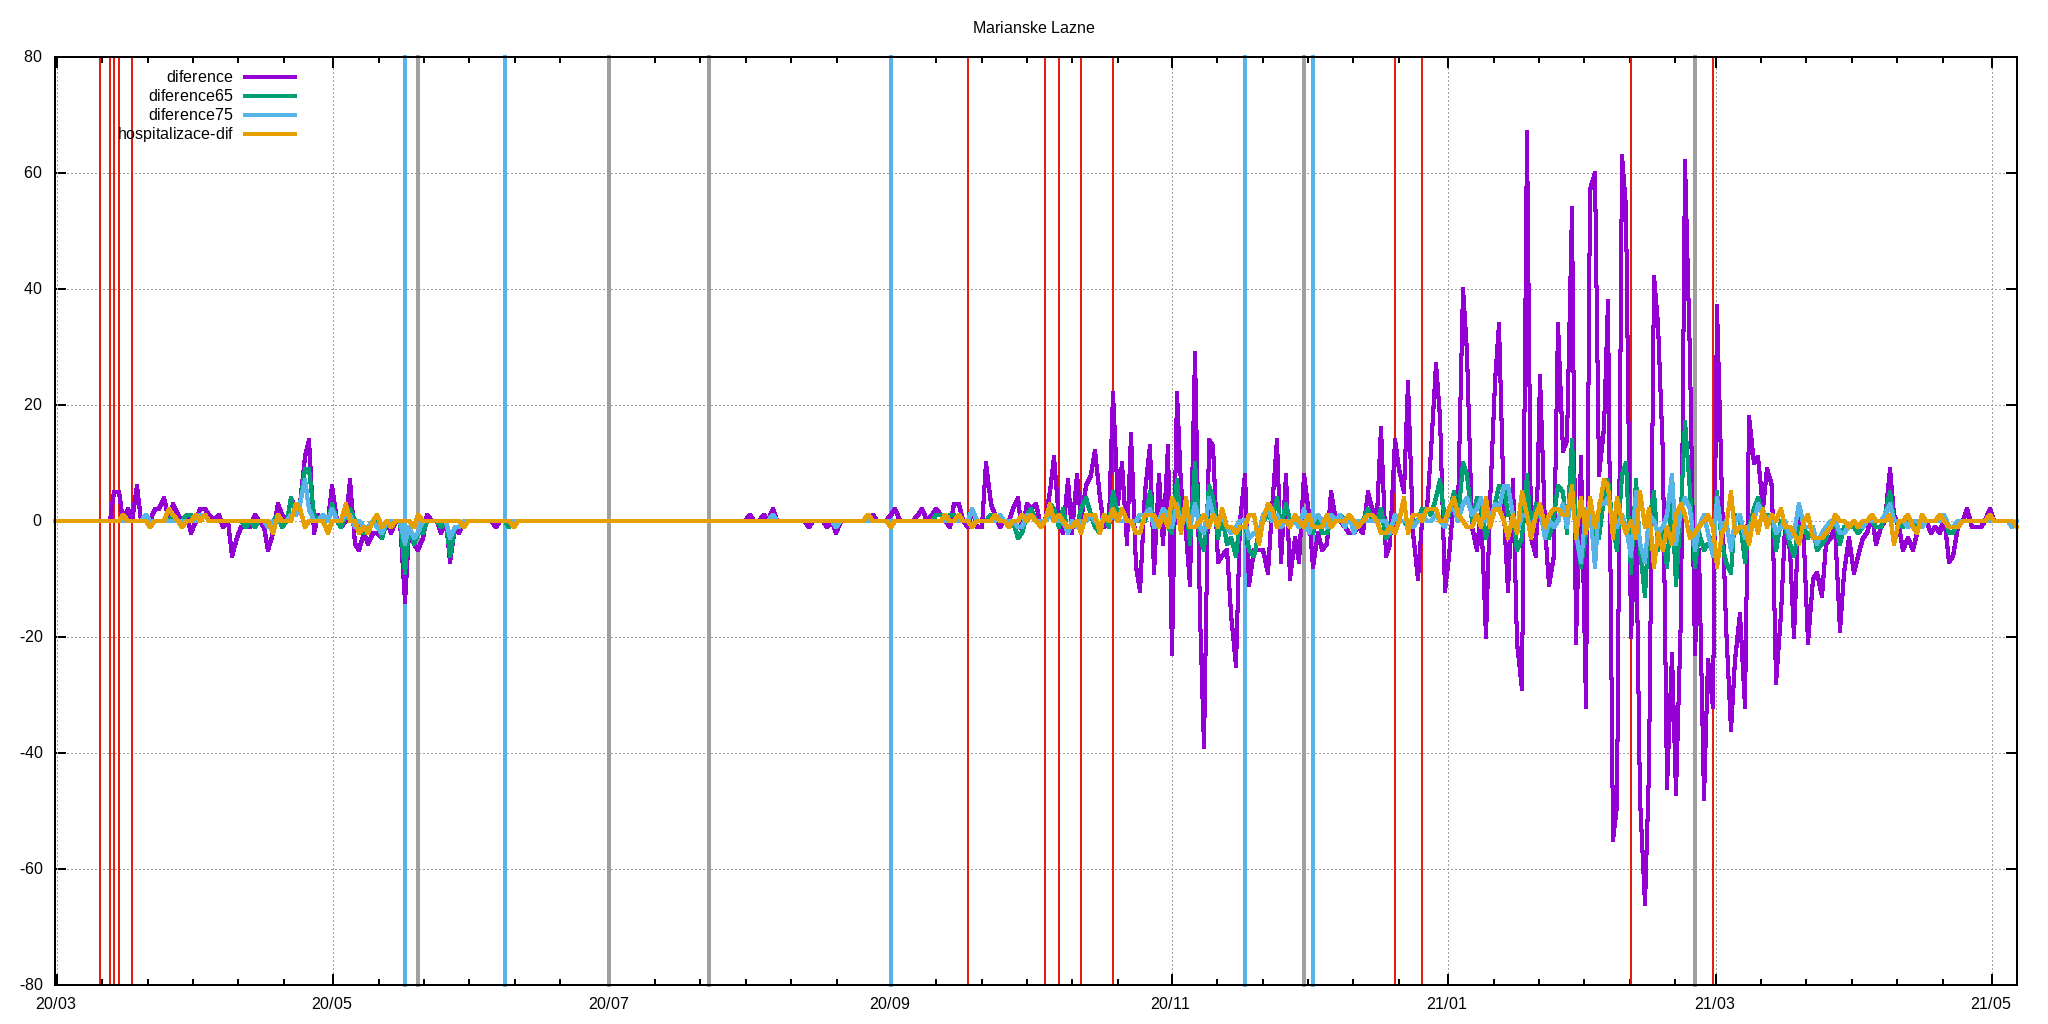 Marianske Lazne
80
60
40
20
0
-20
-40
-60
-80
diference
diference65
diference75
hospitalizace-dif
20/03 20/05 20/07 20/09 20/11 21/01 21/03 21/05